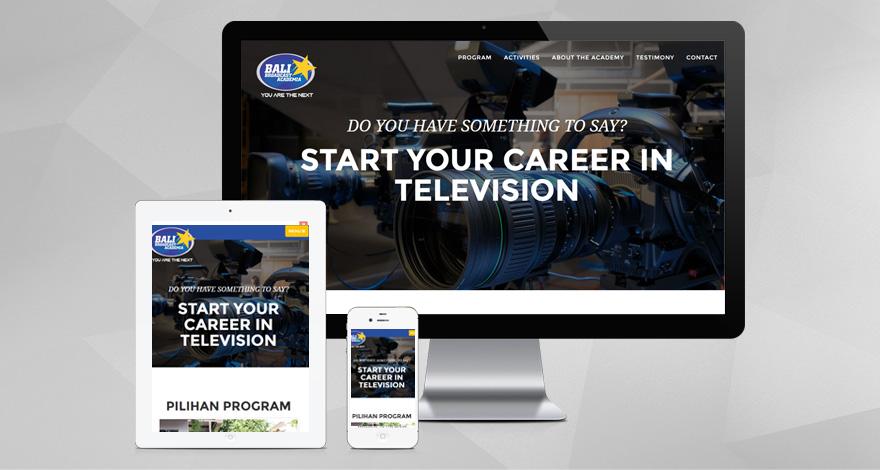 BALI
BROADCAST
ACADEMIA
YOU ARE THE NEXT
PROGRAM ACTIVITIES ABOUT THE ACADEMY TESTIMONY CONTACT
DO YOU HAVE SOMETHING TO SAY?
START YOUR CAREER IN
TELEVISION
BALI
BROADCAST
ACADEMIA
YOU ARE THE NEXT
DO YOU HAVE SOMETHING TO SAY?
START YOUR
CAREER IN
TELEVISION
PILIHAN PROGRAM
BALI
DO YOU HAVE SOMETHING TO SAY?
START YOUR
CAREER IN
TELEVISION
PILIHAN PROGRAM